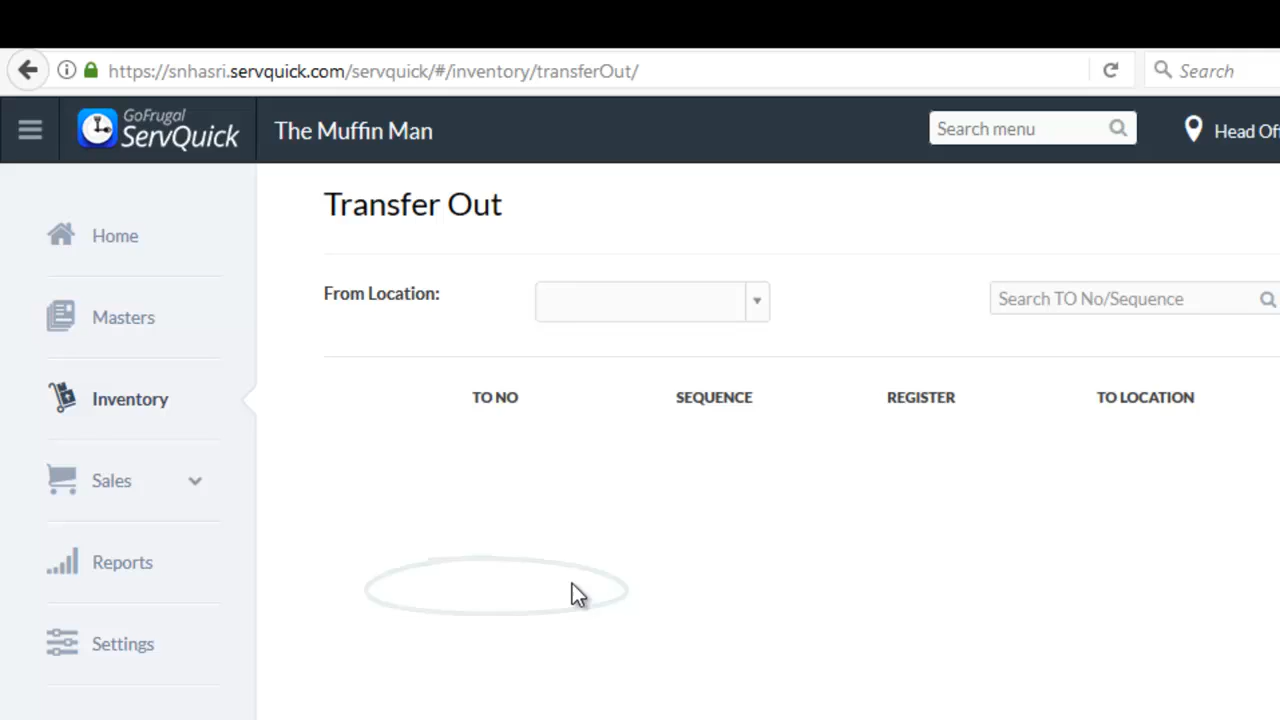 https://snhasri.servquick.com/servquick/#/inventory/transferOut/
Search
GoFrugal
ServQuick
The Muffin Man
Search menu
Head Off
Transfer Out
Home
From Location:
Search TO No/Sequence
Masters
TO NO SEQUENCE REGISTER TO LOCATION
Inventory
Sales
Reports
Settings